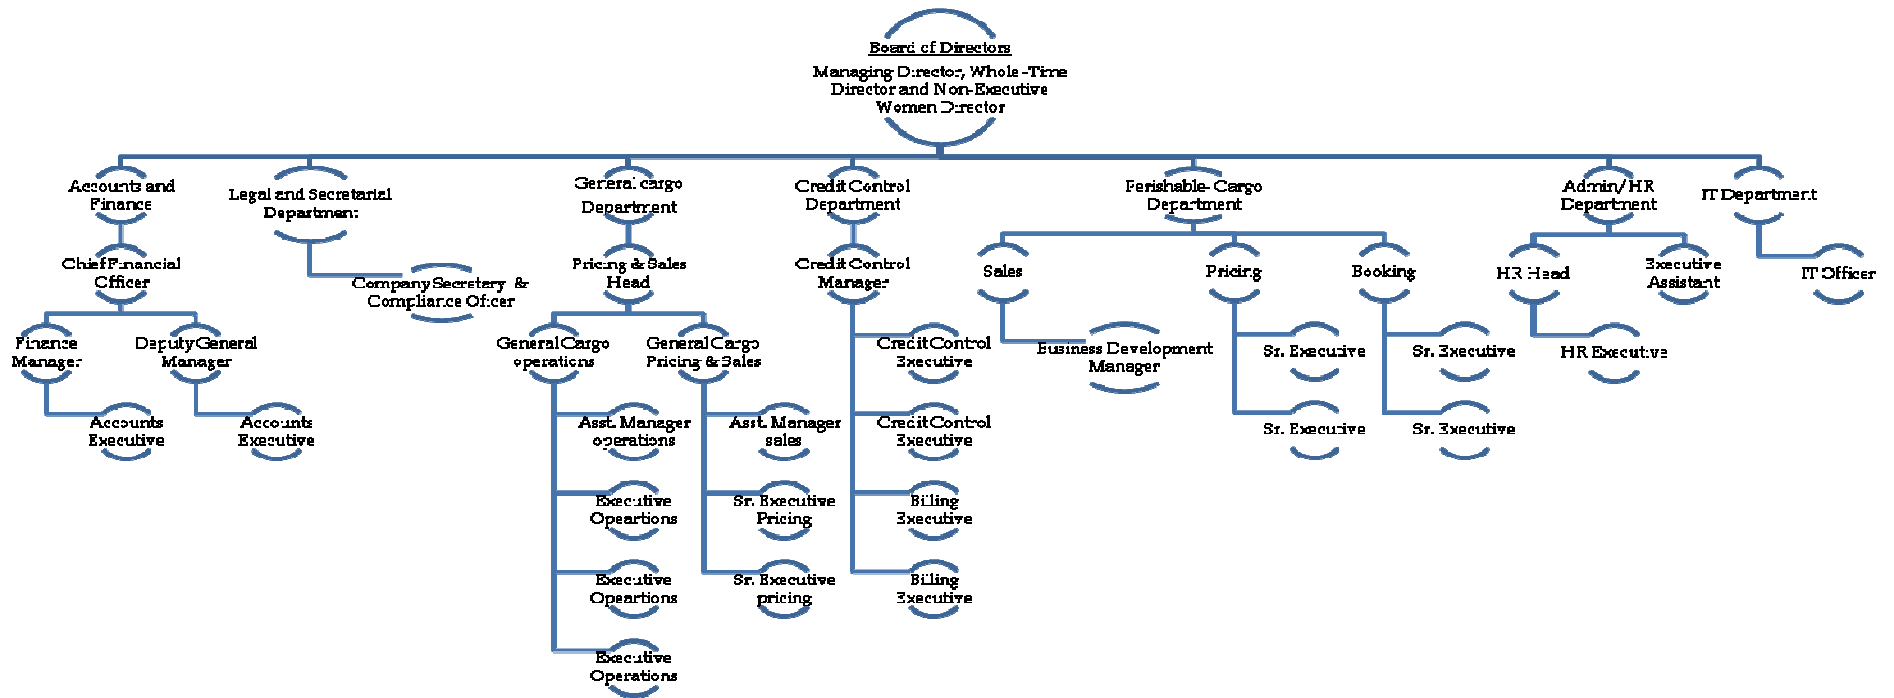 Board of Directors
Managing Director, Whole-Time
Director and Non-Executive
Women Director
Accounts and
Finance
Legal and Secretarial
Department
General cargo
Department
Credit Control
Department
Perishable- Cargo
Department
Admin/ HR
Department
IT Department
Chief Financial
Officer
Company Secretary &
Compliance Oficer
Pricing & Sales
Head
Credit Control
Manager
Sales
Pricing
Booking
HR Head
Executive
Assistant
IT Officer
Finance
Manager
Deputy General
Manager
General Cargo
operations
General Cargo
Pricing & Sales
Credit Control
Executive
Business Development
Manager
Sr. Executive
Sr. Executive
HR Executive
Accounts
Executive
Accounts
Executive
Asst. Manager
operations
Asst. Manager
sales
Credit Control
Executive
Sr. Executive
Sr. Executive
Executive
Opeartions
Sr. Executive
Pricing
Billing
Executive
Executive
Opeartions
Sr. Executive
pricing
Billing
Executive
Executive
Operations